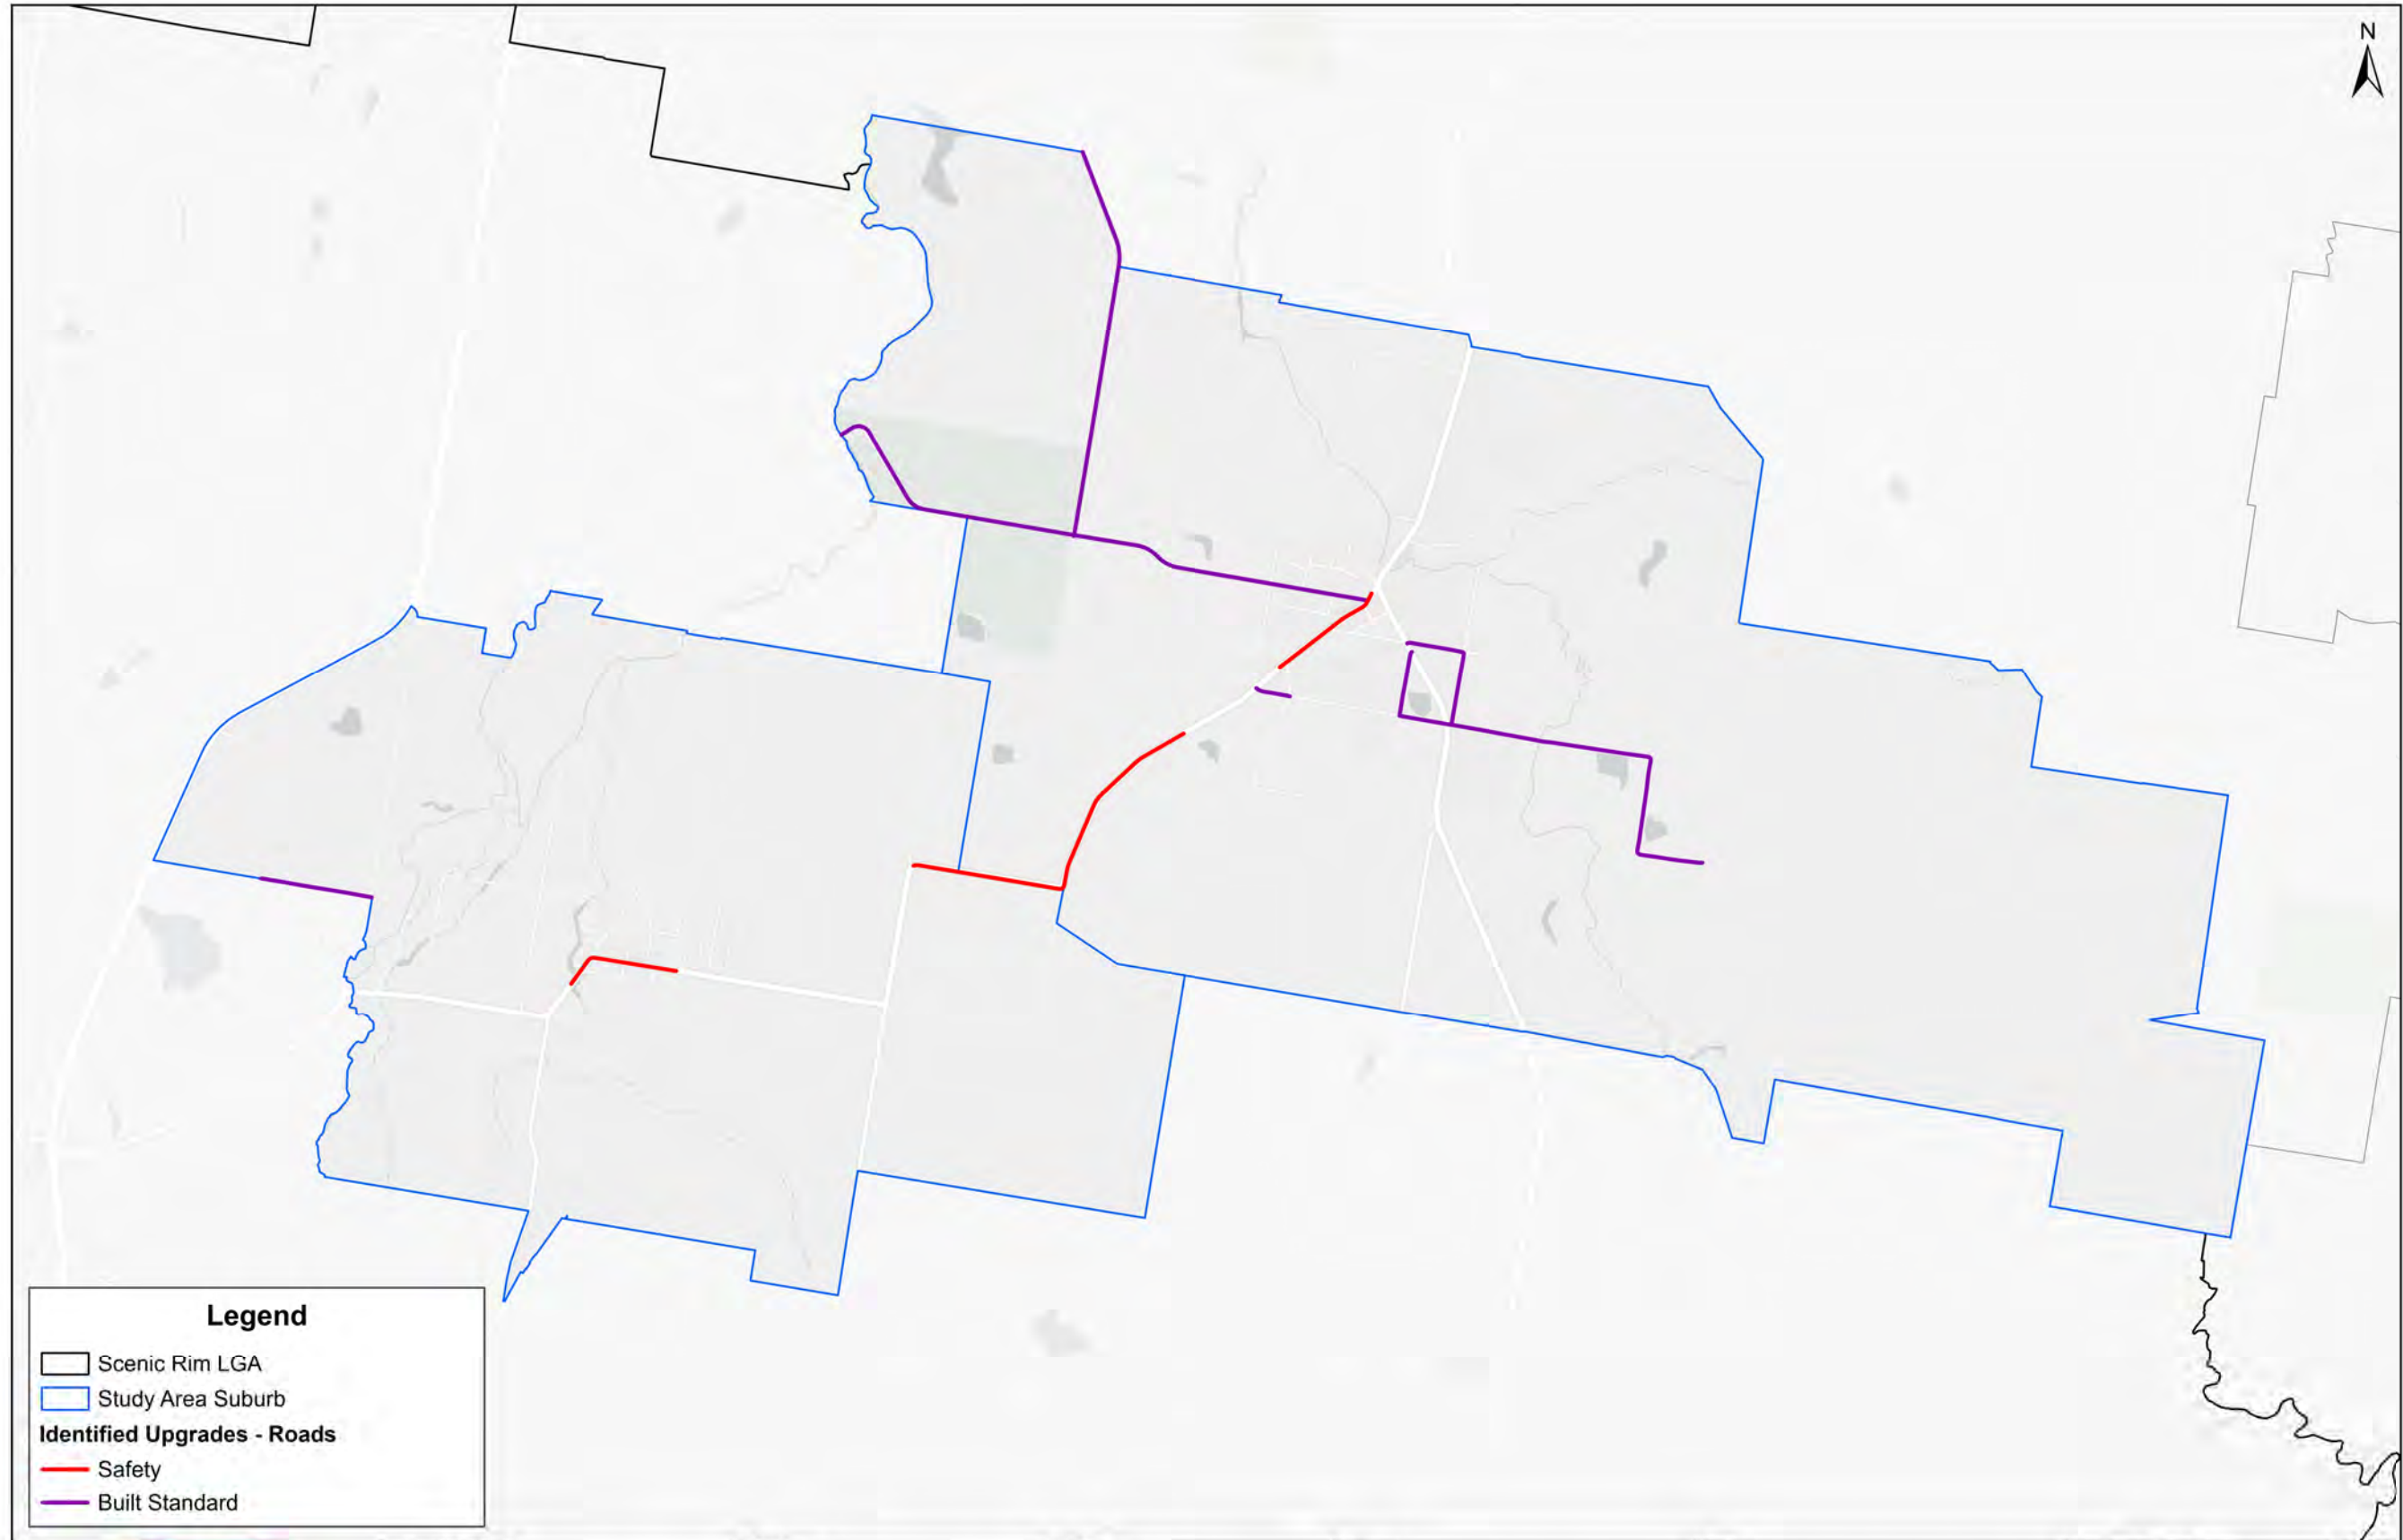 N
Legend
Scenic Rim LGA
Study Area Suburb
Identified Upgrades - Roads
Safety
Built Standard